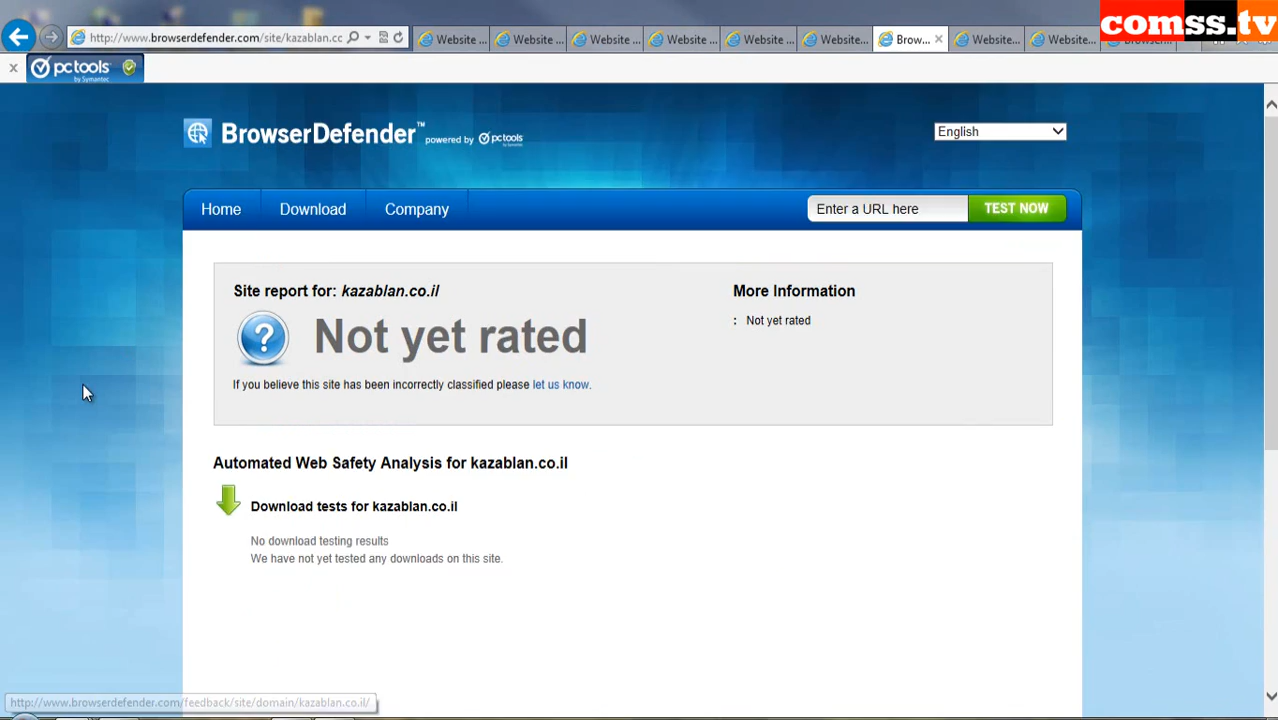 comss.tv
http://www.browserdefender.com/site/kazablan.cc
Website ...
Website ...
Website ...
Website ...
Website ...
Website...
Brow...
Website...
Website...
pctools
by Symantec
BrowserDefender™ powered by pctools
by Symantec
English
Home
Download
Company
Enter a URL here
TEST NOW
Site report for: kazablan.co.il
Not yet rated
If you believe this site has been incorrectly classified please let us know.
More Information
: Not yet rated
Automated Web Safety Analysis for kazablan.co.il
Download tests for kazablan.co.il
No download testing results
We have not yet tested any downloads on this site.
http://www.browserdefender.com/feedback/site/domain/kazablan.co.il/